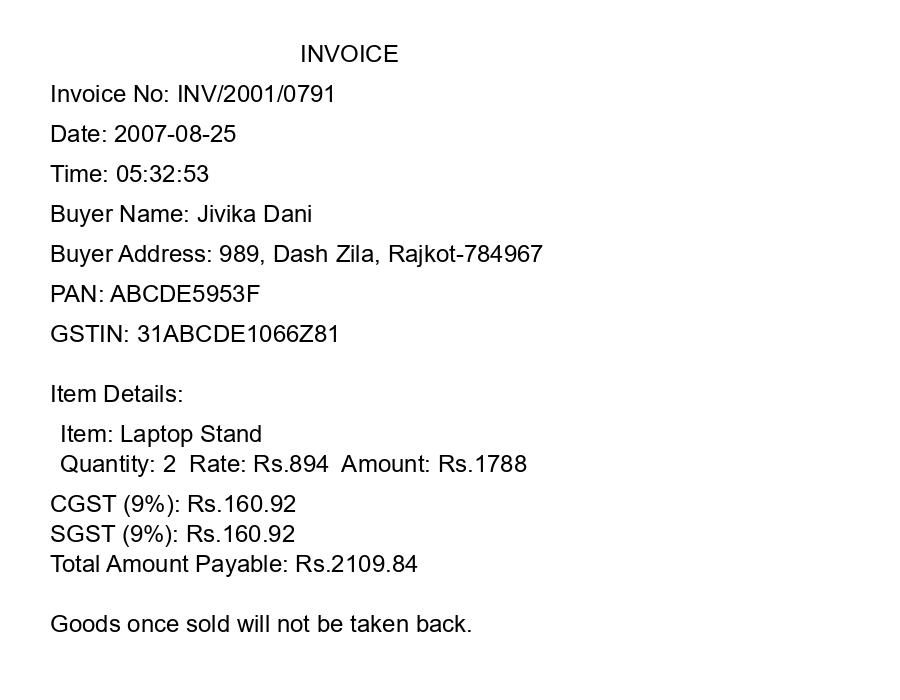 INVOICE
Invoice No: INV/2001/0791
Date: 2007-08-25
Time: 05:32:53
Buyer Name: Jivika Dani
Buyer Address: 989, Dash Zila, Rajkot-784967
PAN: ABCDE5953F
GSTIN: 31ABCDE1066Z81
Item Details:
Item: Laptop Stand
Quantity: 2  Rate: Rs.894  Amount: Rs.1788
CGST (9%): Rs.160.92
SGST (9%): Rs.160.92
Total Amount Payable: Rs.2109.84
Goods once sold will not be taken back.